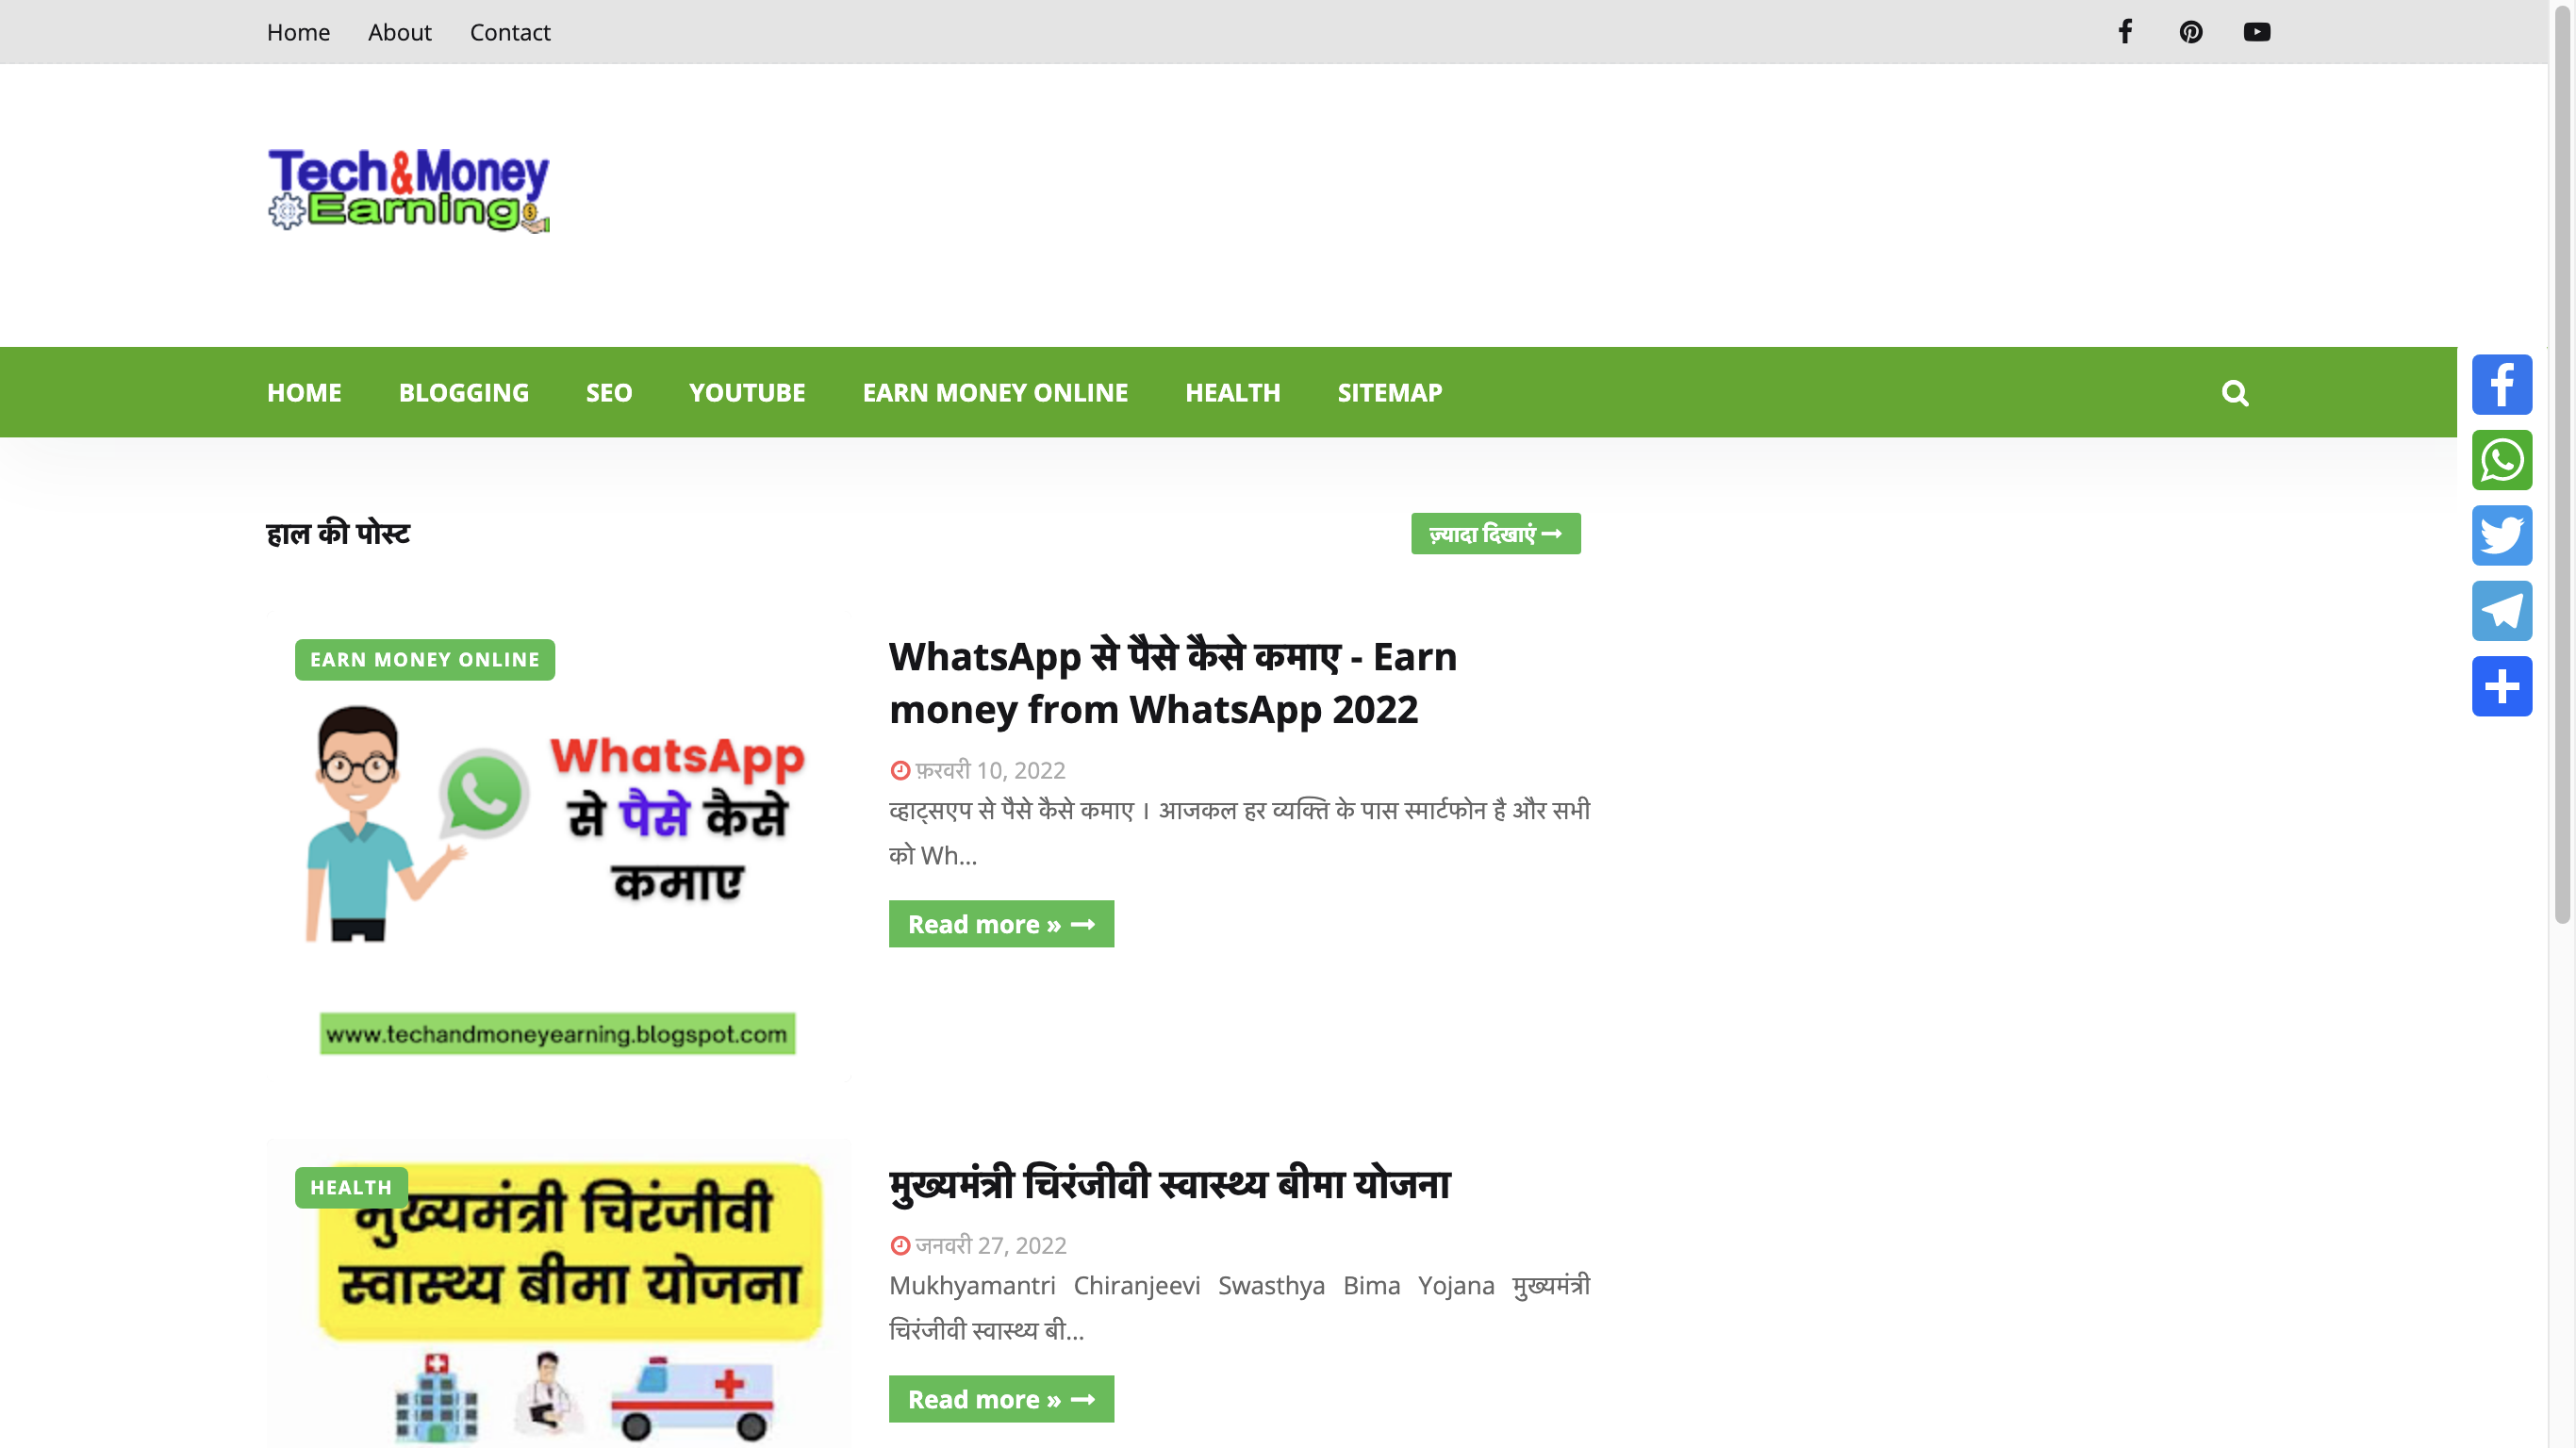 Home About Contact
Tech&Money
Earning
HOME BLOGGING SEO YOUTUBE EARN MONEY ONLINE HEALTH SITEMAP
हाल की पोस्ट
ज़्यादा दिखाएं
EARN MONEY ONLINE
WhatsApp
से पैसे कैसे
कमाए
www.techandmoneyearning.blogspot.com
WhatsApp से पैसे कैसे कमाए - Earn
money from WhatsApp 2022
फ़रवरी 10, 2022
व्हाट्सएप से पैसे कैसे कमाए । आजकल हर व्यक्ति के पास स्मार्टफोन है और सभी
को Wh...
Read more »
HEALTH
मुख्यमंत्री चिरंजीवी
स्वास्थ्य बीमा योजना
मुख्यमंत्री चिरंजीवी स्वास्थ्य बीमा योजना
जनवरी 27, 2022
Mukhyamantri Chiranjeevi Swasthya Bima Yojana मुख्यमंत्री
चिरंजीवी स्वास्थ्य बी...
Read more »